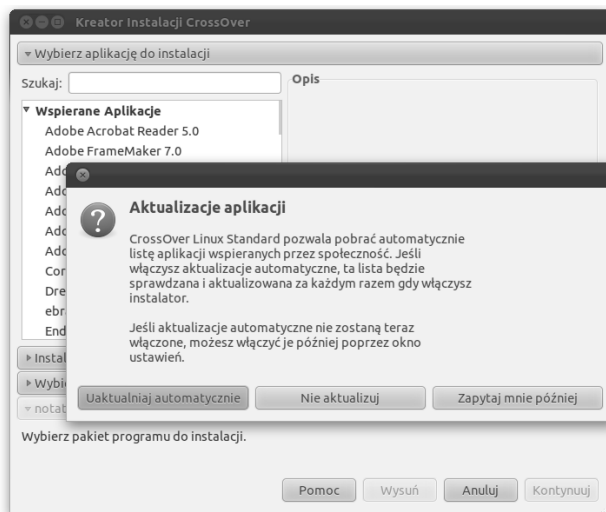 Kreator Instalacji CrossOver
Wybierz aplikację do instalacji
Szukaj:
Opis
Wspierane Aplikacje
Adobe Acrobat Reader 5.0
Adobe FrameMaker 7.0
Aktualizacje aplikacji
CrossOver Linux Standard pozwala pobrać automatycznie
listę aplikacji wspieranych przez społeczność. Jeśli
włączysz aktualizacje automatyczne, ta lista będzie
sprawdzana i aktualizowana za każdym razem gdy włączysz
instalator.
Jeśli aktualizacje automatyczne nie zostaną teraz
włączone, możesz włączyć je później poprzez okno
ustawień.
Uaktualniaj automatycznie
Nie aktualizuj
Zapytaj mnie później
Wybierz pakiet programu do instalacji.
Pomoc
Wysuń
Anuluj
Kontynuuj